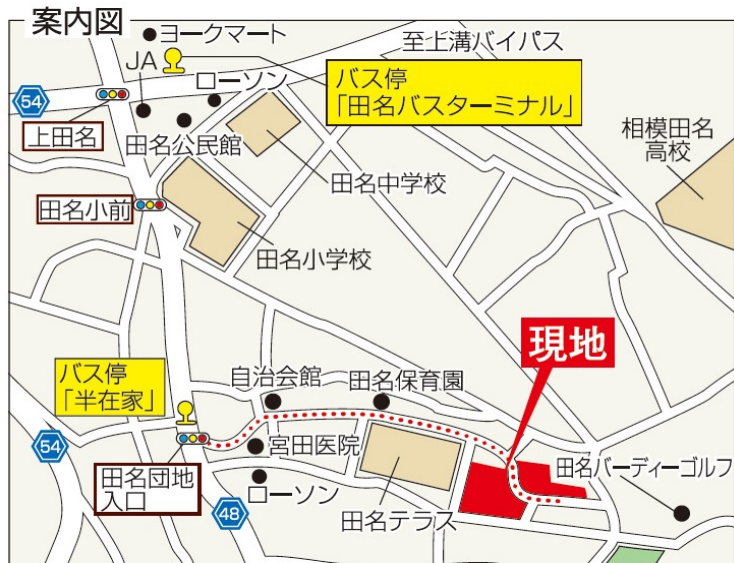 案内図
ヨークマート
至上溝バイパス
JA
バス停
「田名バスターミナル」
ローソン
54
上田名
田名公民館
相模田名
高校
田名中学校
田名小前
田名小学校
現地
バス停
「半在家」
自治会館
田名保育園
54
宮田医院
田名バーディーゴルフ
田名団地
入口
ローソン
48
田名テラス